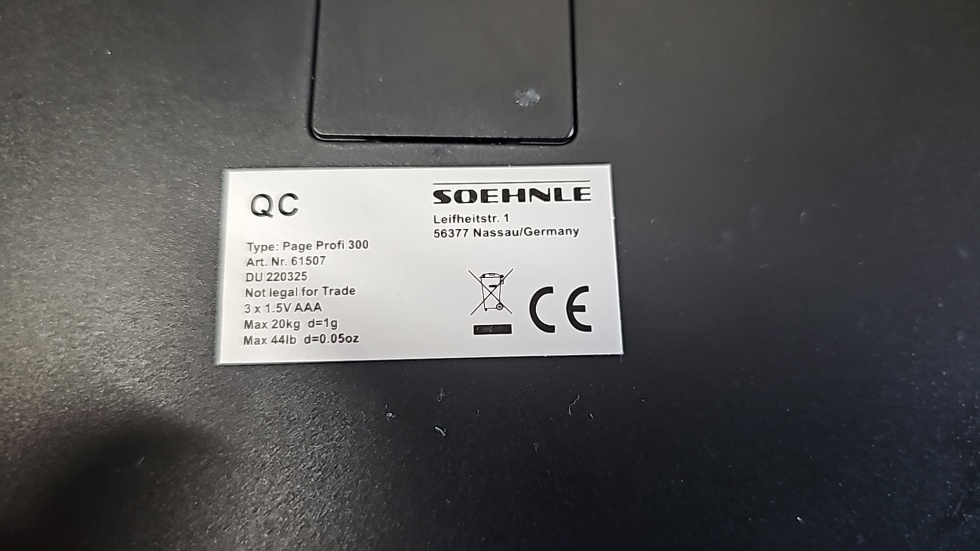 QC
Type: Page Profi 300
Art. Nr. 61507
DU 220325
Not legal for Trade
3 x 1.5V AAA
Max 20kg d=1g
Max 44lb d=0.05oz
SOEHNLE
Leifheitstr. 1
56377 Nassau/Germany
CE